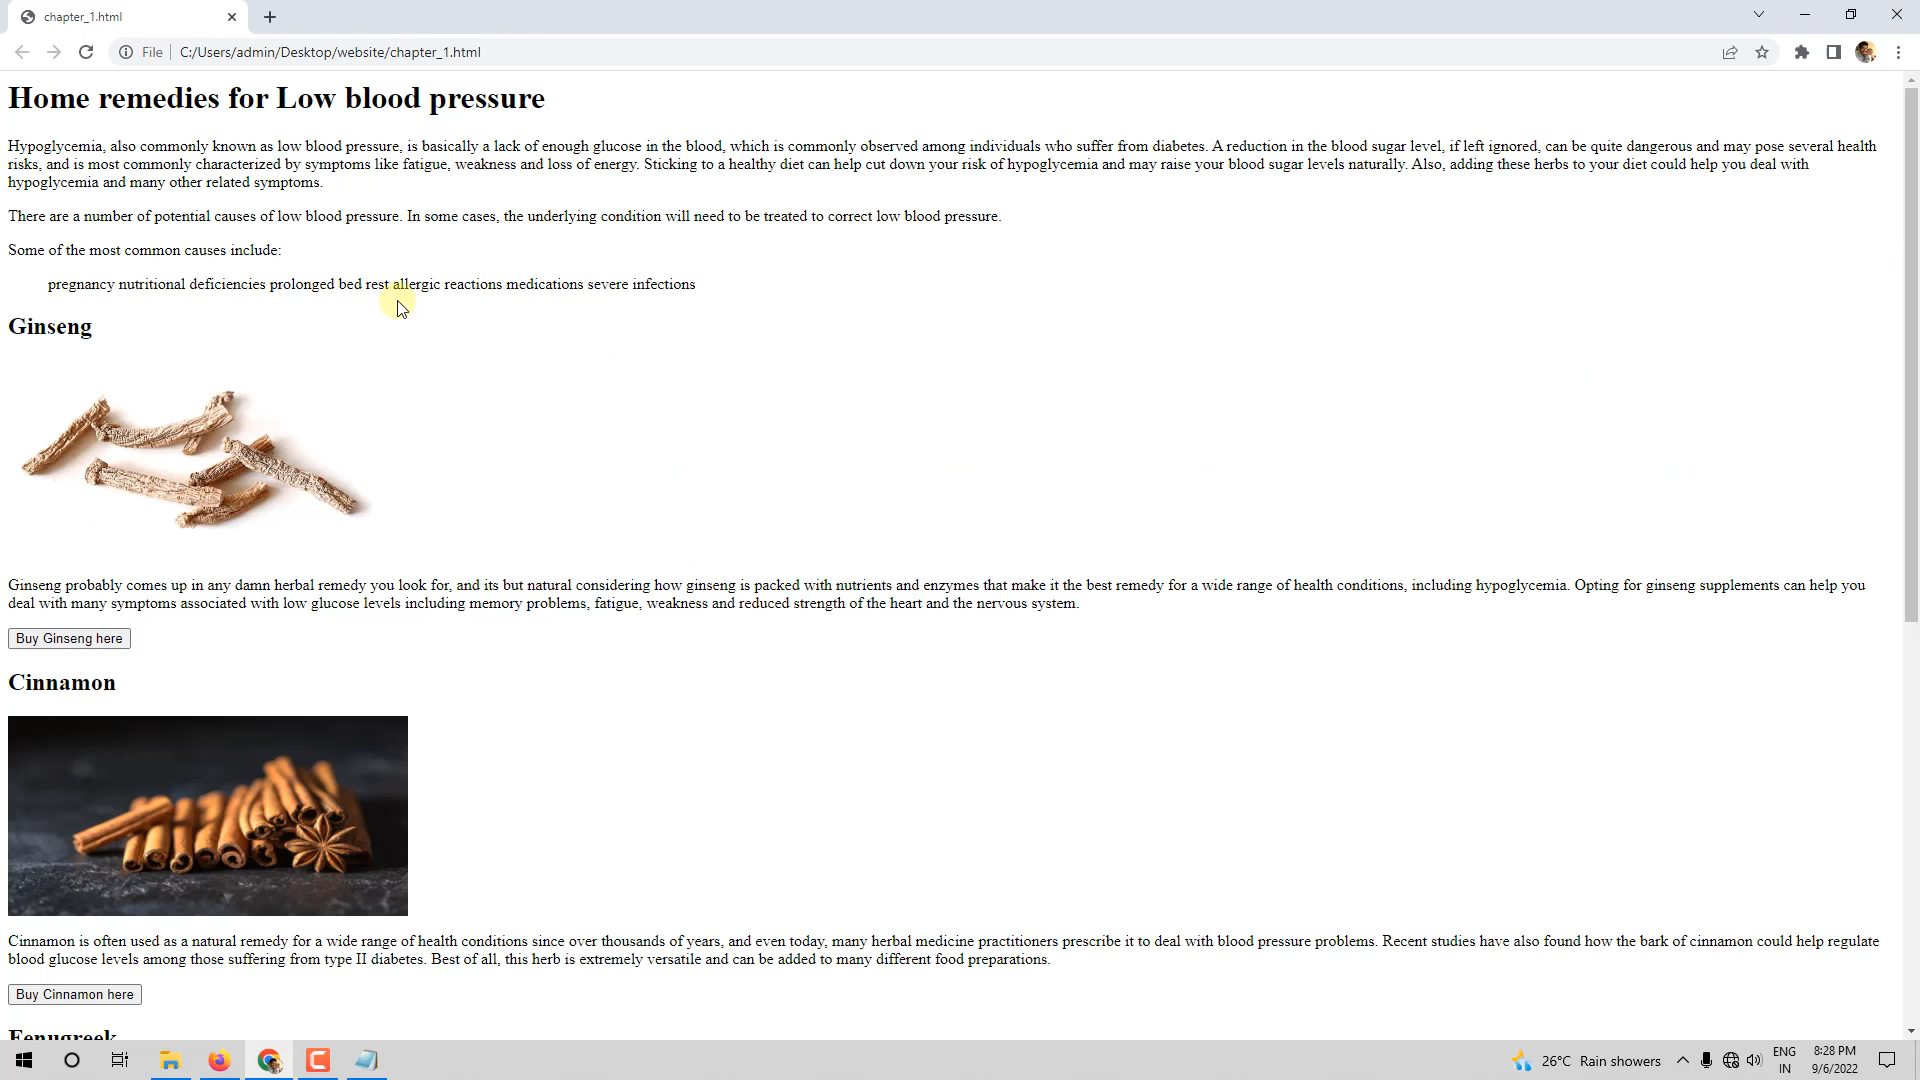 chapter_1.html
File C:/Users/admin/Desktop/website/chapter_1.html
Home remedies for Low blood pressure
Hypoglycemia, also commonly known as low blood pressure, is basically a lack of enough glucose in the blood, which is commonly observed among individuals who suffer from diabetes. A reduction in the blood sugar level, if left ignored, can be quite dangerous and may pose several health
risks, and is most commonly characterized by symptoms like fatigue, weakness and loss of energy. Sticking to a healthy diet can help cut down your risk of hypoglycemia and may raise your blood sugar levels naturally. Also, adding these herbs to your diet could help you deal with
hypoglycemia and many other related symptoms.
There are a number of potential causes of low blood pressure. In some cases, the underlying condition will need to be treated to correct low blood pressure.
Some of the most common causes include:
pregnancy nutritional deficiencies prolonged bed rest allergic reactions medications severe infections
Ginseng
Ginseng probably comes up in any damn herbal remedy you look for, and its but natural considering how ginseng is packed with nutrients and enzymes that make it the best remedy for a wide range of health conditions, including hypoglycemia. Opting for ginseng supplements can help you
deal with many symptoms associated with low glucose levels including memory problems, fatigue, weakness and reduced strength of the heart and the nervous system.
Buy Ginseng here
Cinnamon
Cinnamon is often used as a natural remedy for a wide range of health conditions since over thousands of years, and even today, many herbal medicine practitioners prescribe it to deal with blood pressure problems. Recent studies have also found how the bark of cinnamon could help regulate
blood glucose levels among those suffering from type II diabetes. Best of all, this herb is extremely versatile and can be added to many different food preparations.
Buy Cinnamon here
Fenugreek
26°C Rain showers
ENG
IN
8:28 PM
9/6/2022